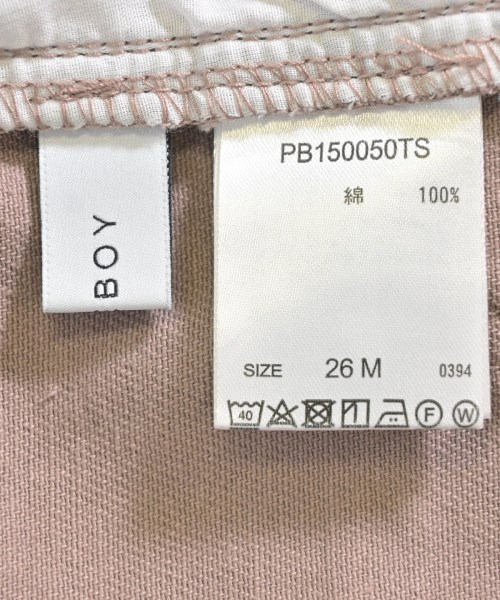 BOY
PB150050TS
綿 100%
SIZE 26 M 0394
40 F W